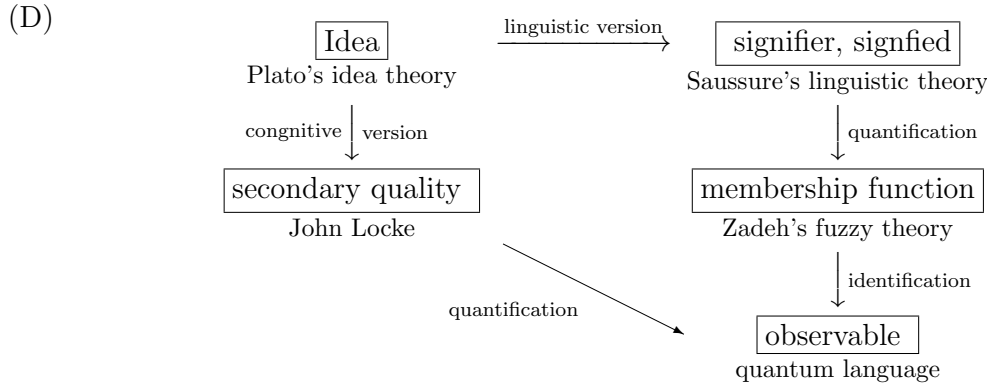 (D)
Idea
linguistic version
signifier, signfied
Plato's idea theory
Saussure's linguistic theory
congnitive version
quantification
secondary quality
membership function
John Locke
Zadeh's fuzzy theory
identification
quantification
observable
quantum language